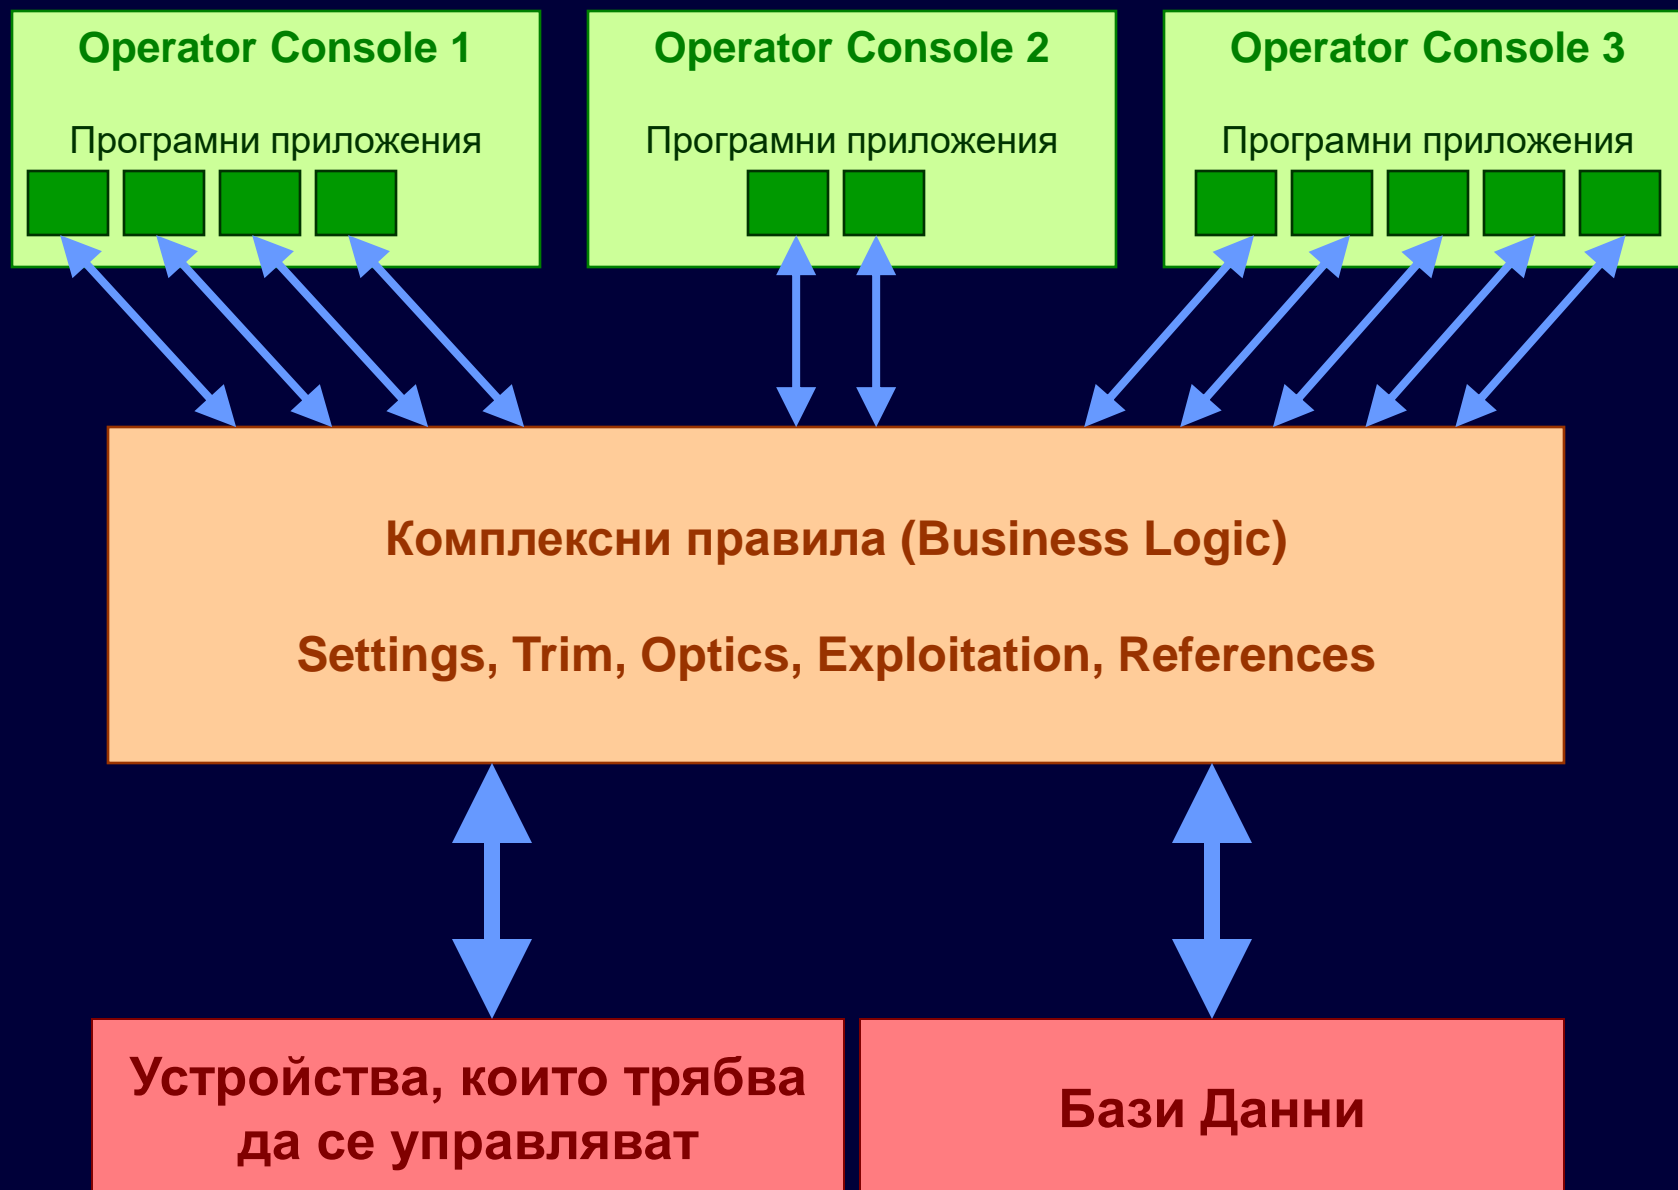 Operator Console 1
Програмни приложения
Operator Console 2
Програмни приложения
Operator Console 3
Програмни приложения
Комплексни правила (Business Logic)
Settings, Trim, Optics, Exploitation, References
Устройства, които трябва
да се управляват
Бази Данни